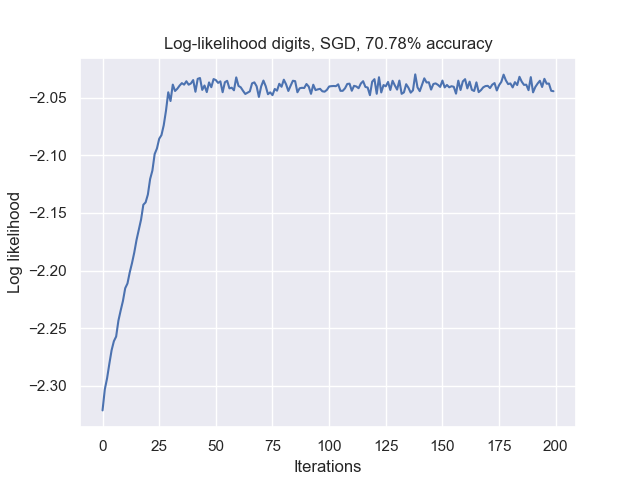 Log-likelihood digits, SGD, 70.78% accuracy
−2.05
−2.10
−2.15
−2.20
−2.25
−2.30
Log likelihood
0 25 50 75 100 125 150 175 200
Iterations